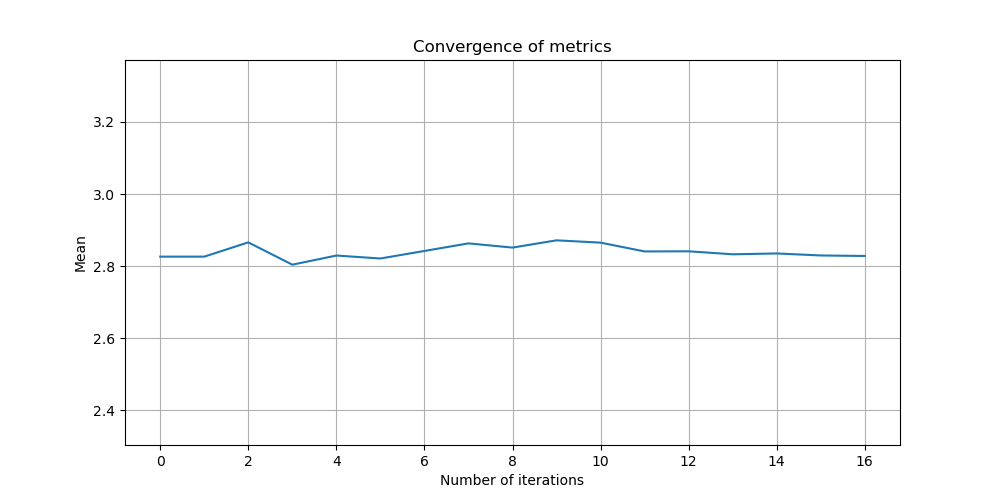 Convergence of metrics
Mean
3.2
3.0
2.8
2.6
2.4
0 2 4 6 8 10 12 14 16
Number of iterations